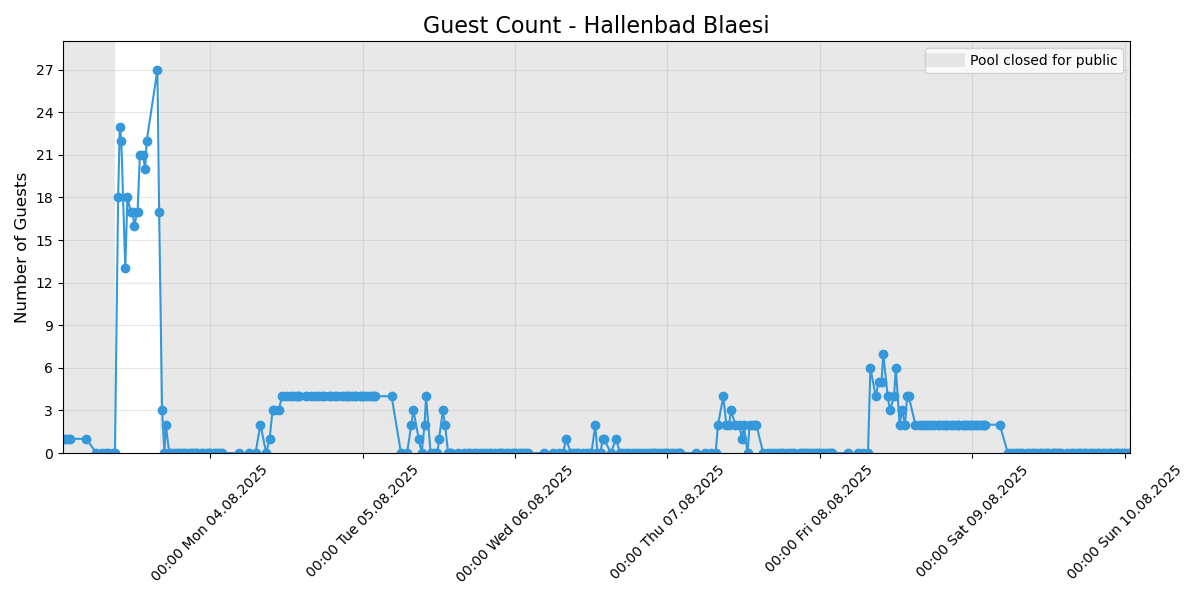 Guest Count - Hallenbad Blaesi
Pool closed for public
Number of Guests
27
24
21
18
15
12
9
6
3
0
00:00 Mon 04.08.2025
00:00 Tue 05.08.2025
00:00 Wed 06.08.2025
00:00 Thu 07.08.2025
00:00 Fri 08.08.2025
00:00 Sat 09.08.2025
00:00 Sun 10.08.2025